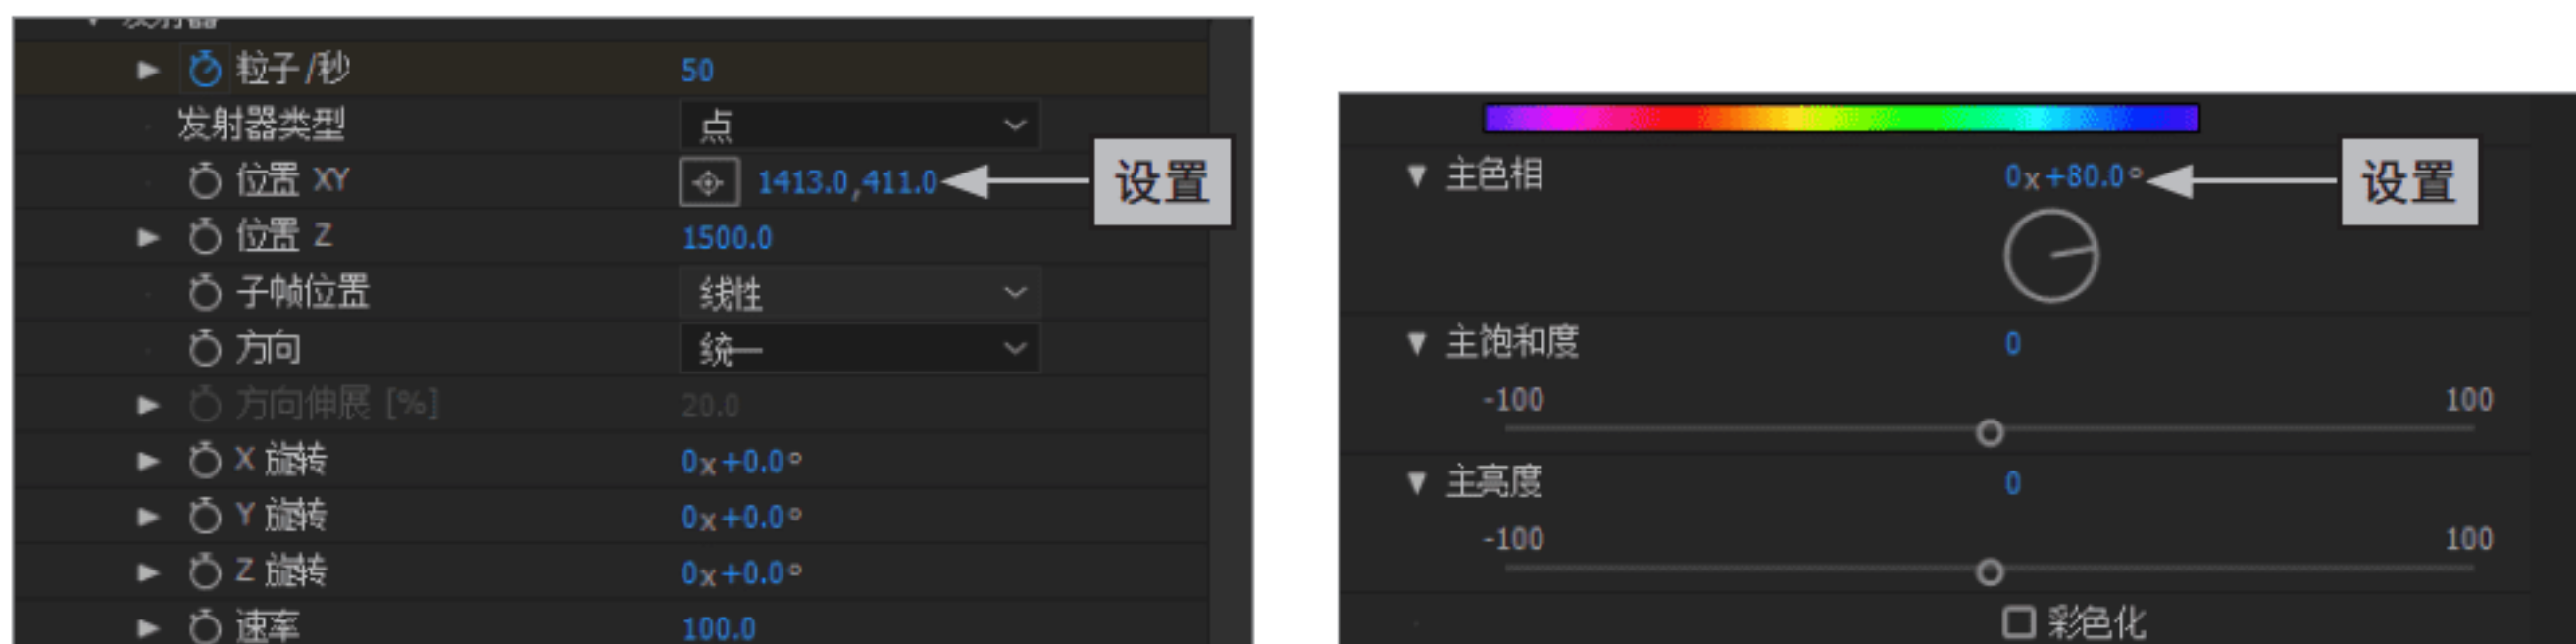 发射器
粒子/秒 50
发射器类型 点
位置 XY 1413.0,411.0 设置
位置 Z 1500.0
子帧位置 线性
方向 统一
方向伸展 [%] 20.0
X 旋转 0x+0.0°
Y 旋转 0x+0.0°
Z 旋转 0x+0.0°
速率 100.0
主色相 0x+80.0° 设置
主饱和度 0
-100 100
主亮度 0
-100 100
彩色化